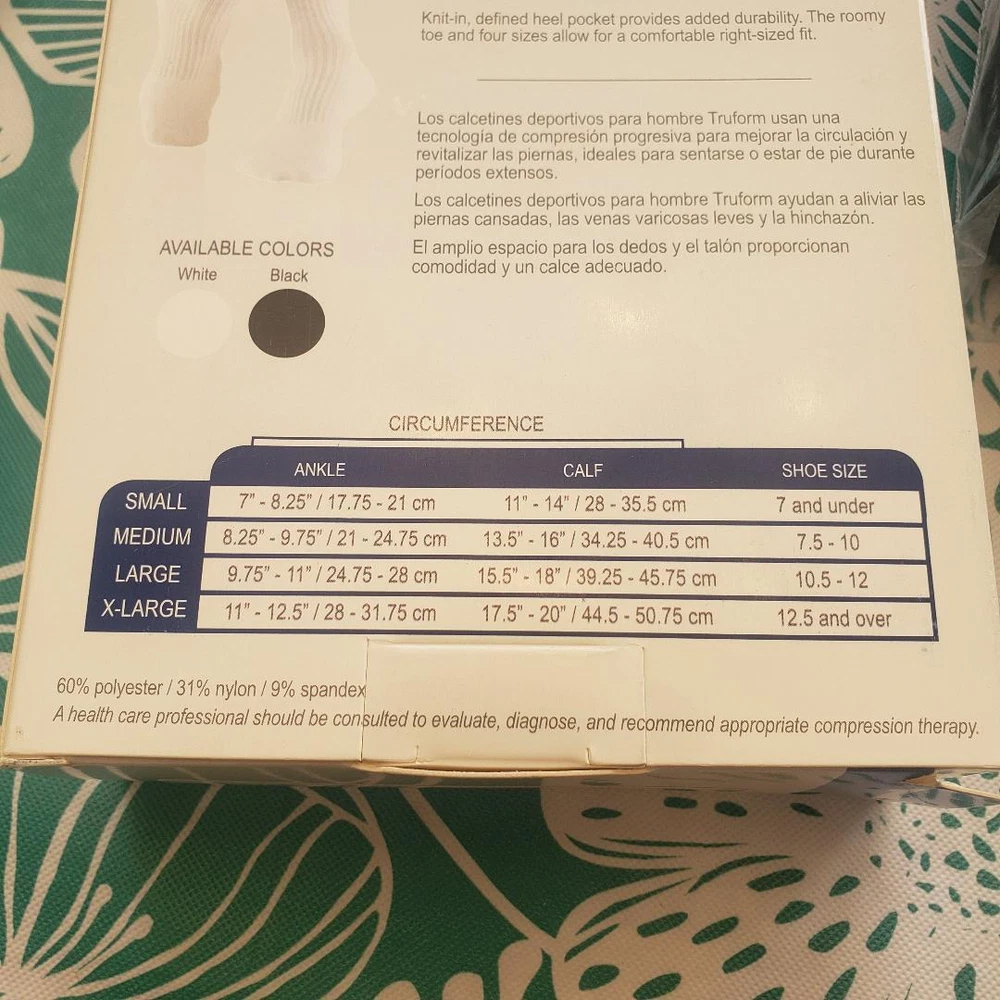 Knit-in, defined heel pocket provides added durability. The roomy
toe and four sizes allow for a comfortable right-sized fit.
Los calcetines deportivos para hombre Truform usan una
tecnología de compresión progresiva para mejorar la circulación y
revitalizar las piernas, ideales para sentarse o estar de pie durante
períodos extensos.
Los calcetines deportivos para hombre Truform ayudan a aliviar las
piernas cansadas, las venas varicosas leves y la hinchazón.
El amplio espacio para los dedos y el talón proporcionan
comodidad y un calce adecuado.
AVAILABLE COLORS
White Black
CIRCUMFERENCE
ANKLE CALF SHOE SIZE
SMALL 7” - 8.25” / 17.75 - 21 cm 11” - 14” / 28 - 35.5 cm 7 and under
MEDIUM 8.25” - 9.75” / 21 - 24.75 cm 13.5” - 16” / 34.25 - 40.5 cm 7.5 - 10
LARGE 9.75” - 11” / 24.75 - 28 cm 15.5” - 18” / 39.25 - 45.75 cm 10.5 - 12
X-LARGE 11” - 12.5” / 28 - 31.75 cm 17.5” - 20” / 44.5 - 50.75 cm 12.5 and over
60% polyester / 31% nylon / 9% spandex
A health care professional should be consulted to evaluate, diagnose, and recommend appropriate compression therapy.